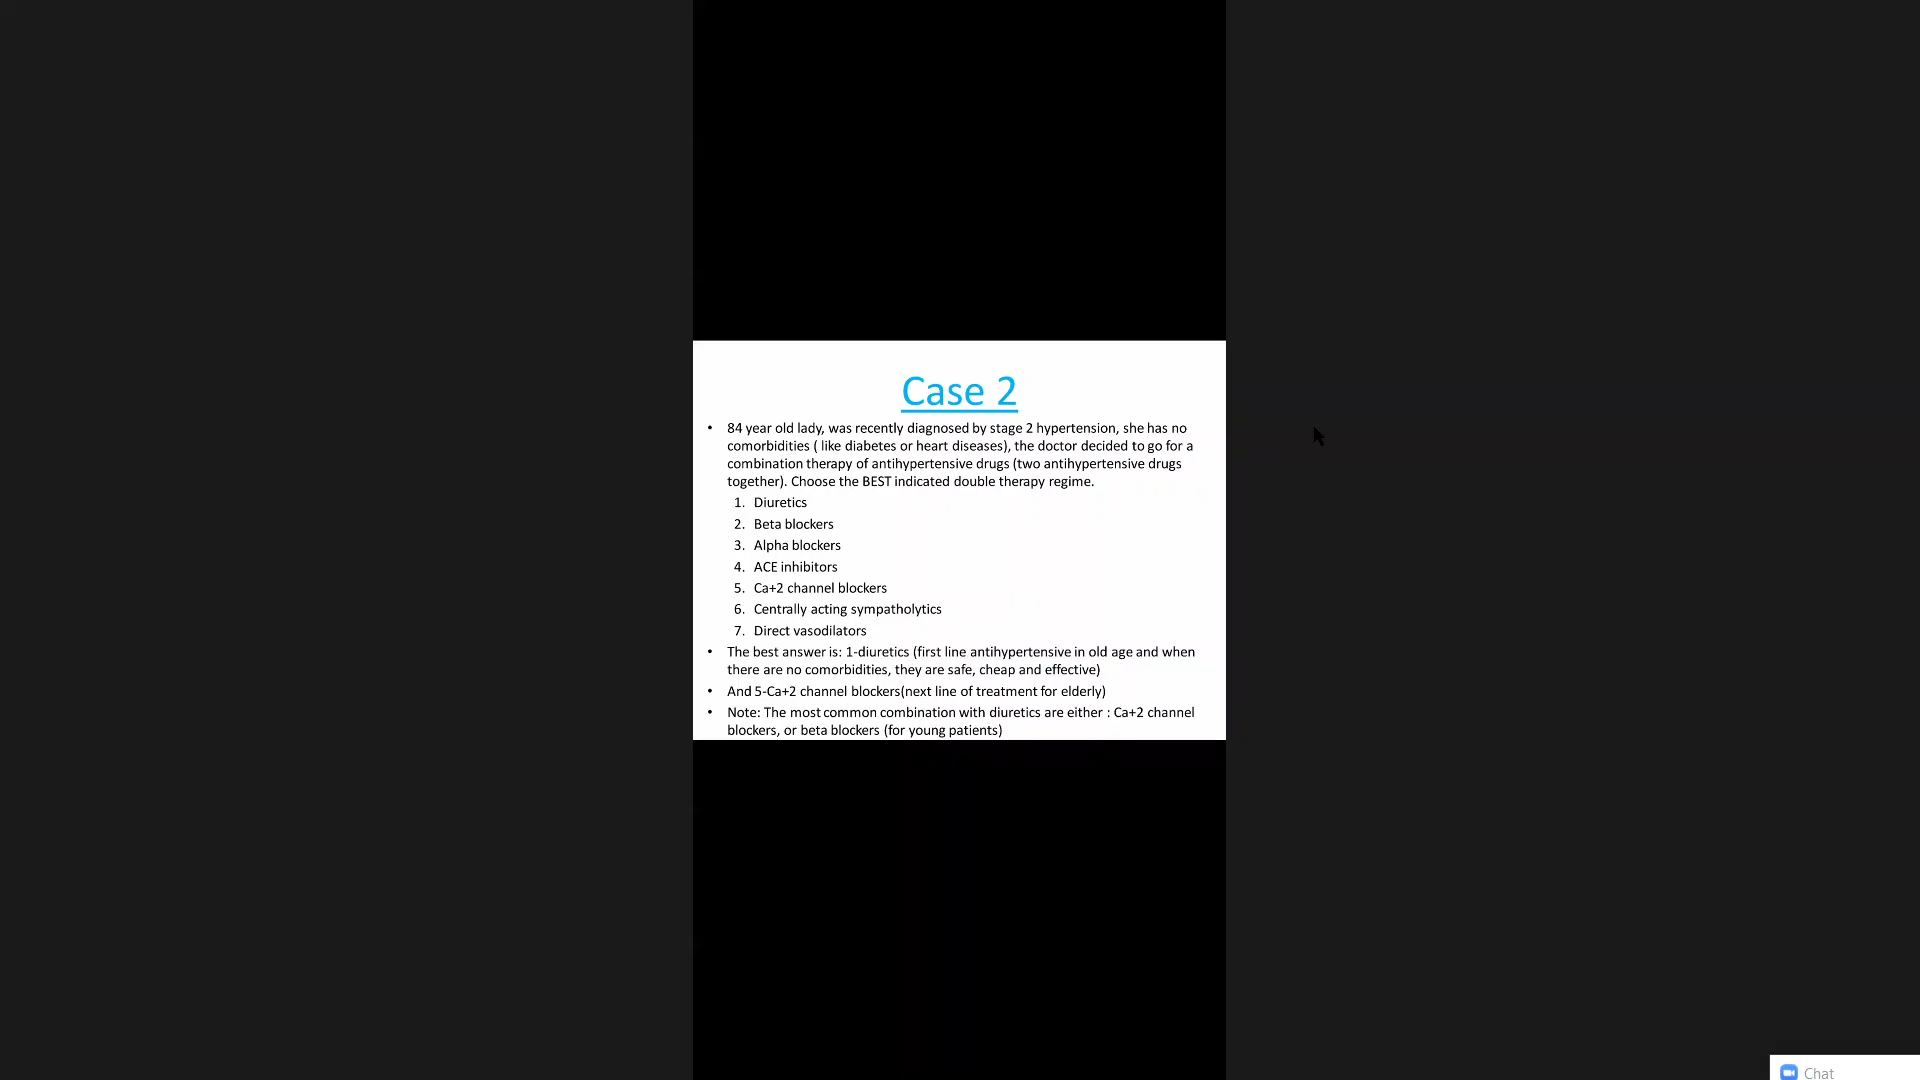 Case 2
• 84 year old lady, was recently diagnosed by stage 2 hypertension, she has no
comorbidities ( like diabetes or heart diseases), the doctor decided to go for a
combination therapy of antihypertensive drugs (two antihypertensive drugs
together). Choose the BEST indicated double therapy regime.
1. Diuretics
2. Beta blockers
3. Alpha blockers
4. ACE inhibitors
5. Ca+2 channel blockers
6. Centrally acting sympatholytics
7. Direct vasodilators
• The best answer is: 1-diuretics (first line antihypertensive in old age and when
there are no comorbidities, they are safe, cheap and effective)
• And 5-Ca+2 channel blockers(next line of treatment for elderly)
• Note: The most common combination with diuretics are either : Ca+2 channel
blockers, or beta blockers (for young patients)
Chat